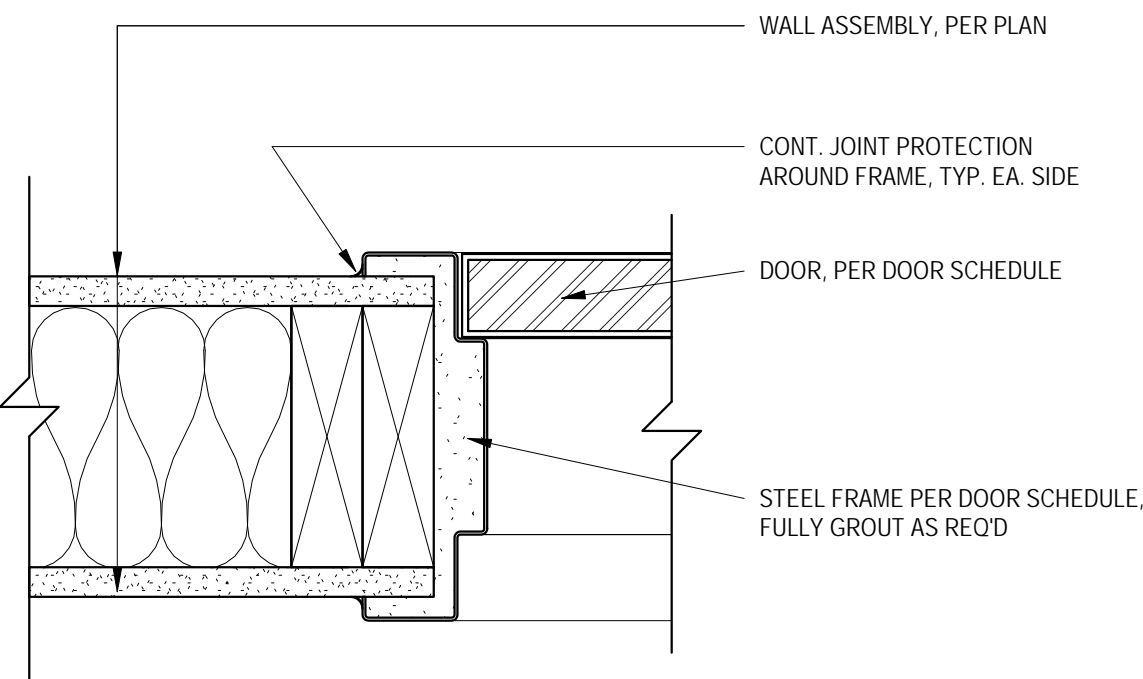 WALL ASSEMBLY, PER PLAN
CONT. JOINT PROTECTION
AROUND FRAME, TYP. EA. SIDE
DOOR, PER DOOR SCHEDULE
STEEL FRAME PER DOOR SCHEDULE,
FULLY GROUT AS REQ'D